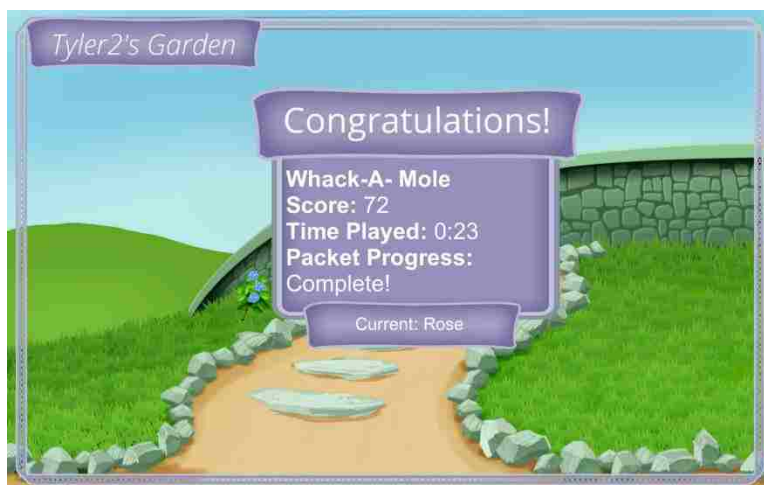 Tyler2's Garden
Congratulations!
Whack-A- Mole
Score: 72
Time Played: 0:23
Packet Progress:
Complete!
Current: Rose